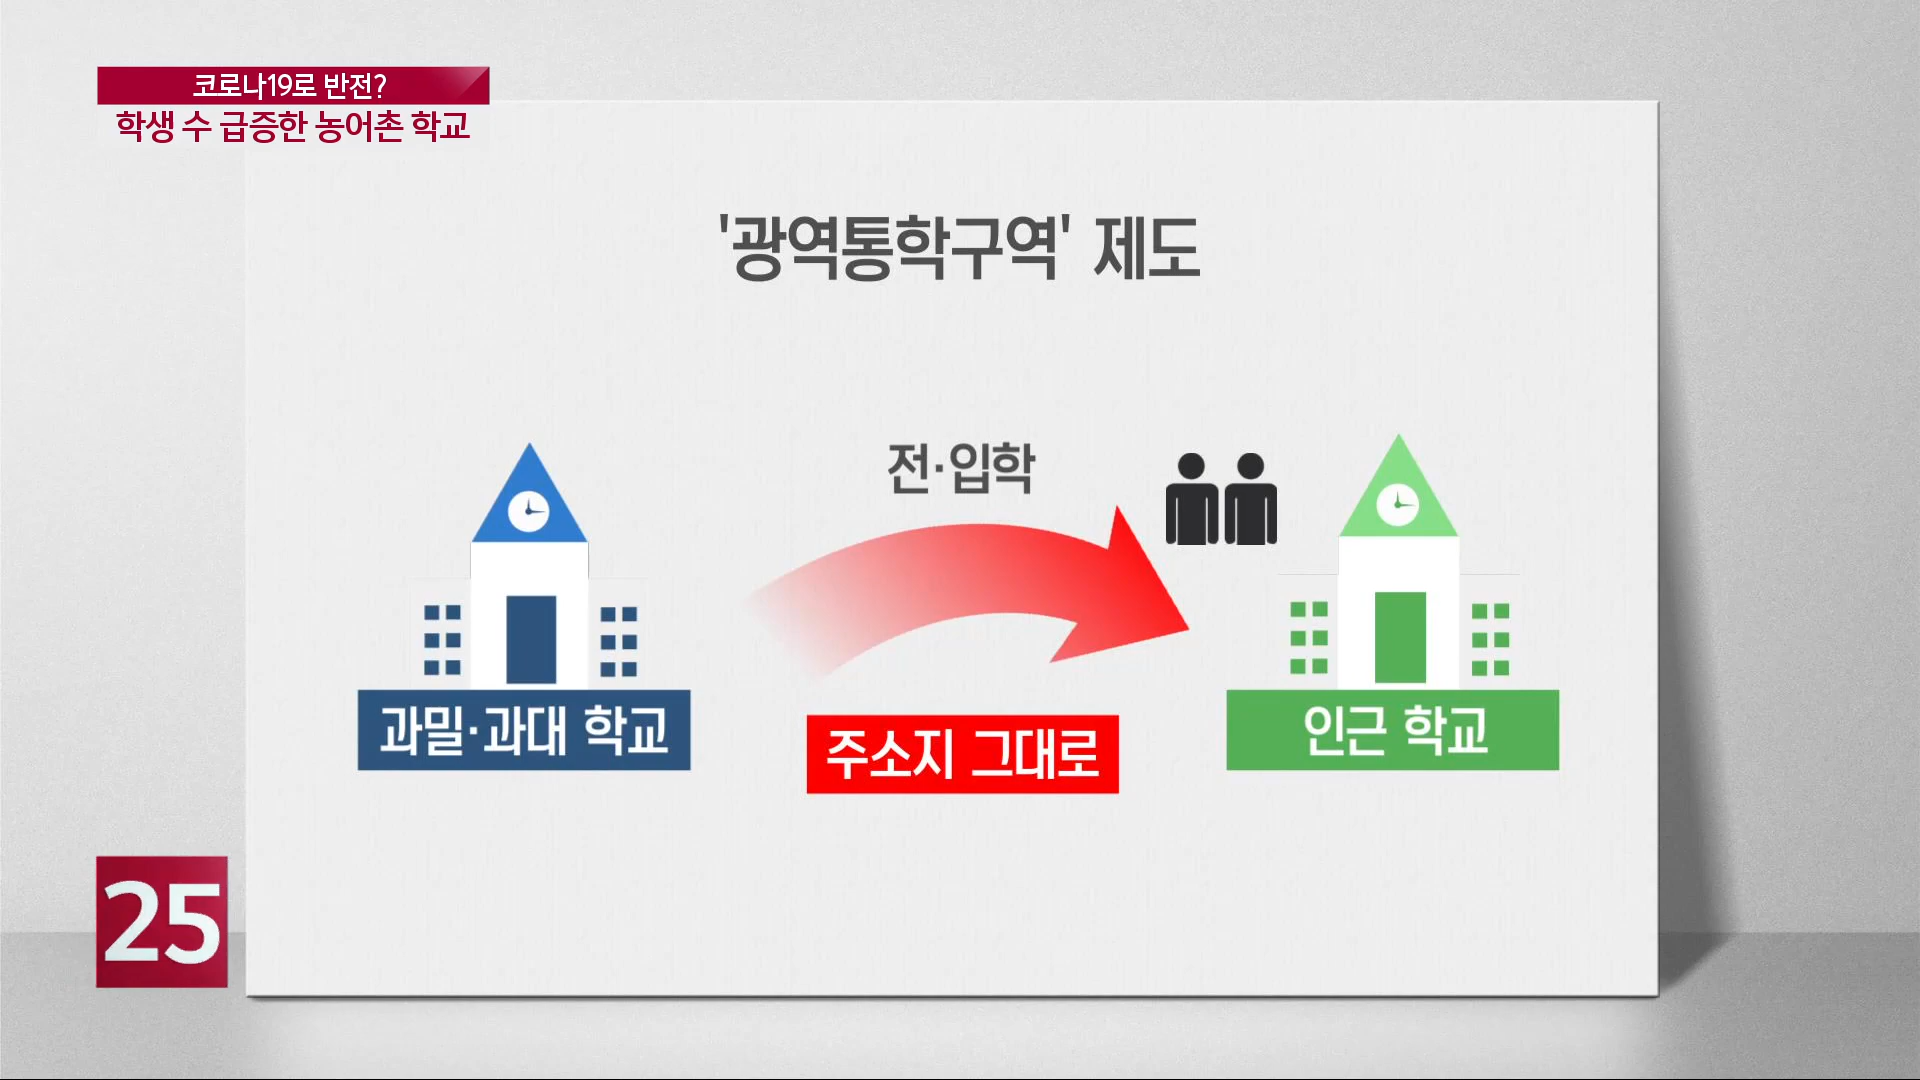 코로나19로 반전?
학생 수 급증한 농어촌 학교
'광역통학구역' 제도
전·입학
과밀·과대 학교
주소지 그대로
인근 학교
25